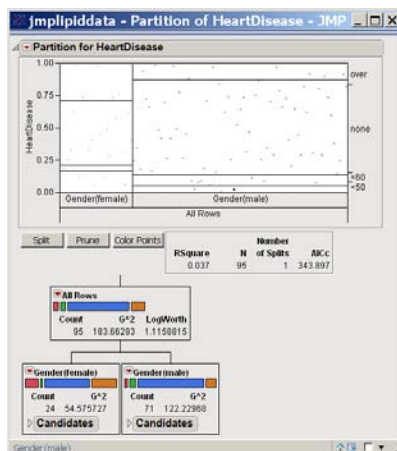 jmplipiddata - Partition of HeartDisease - JMP
Partition for HeartDisease
1.00
over
0.75
HeartDisease
0.50
none
0.25
<60
<50
0.00
Gender(female) Gender(male)
All Rows
Split Prune Color Points
Number
RSquare N of Splits AICc
0.037 95 1 343.897
All Rows
Count G^2 LogWorth
95 183.66293 1.1150815
Gender(female) Gender(male)
Count G^2 Count G^2
24 54.575727 71 122.22968
Candidates Candidates
Gender(male)